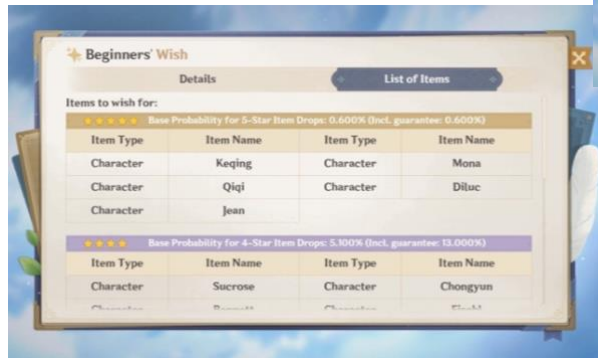 Beginners' Wish
Details List of Items
Items to wish for:
Base Probability for 5-Star Item Drops: 0.600% (Incl. guarantee: 0.600%)
Item Type Item Name Item Type Item Name
Character Keqing Character Mona
Character Qiqi Character Diluc
Character Jean
Base Probability for 4-Star Item Drops: 5.100% (Incl. guarantee: 13.000%)
Item Type Item Name Item Type Item Name
Character Sucrose Character Chongyun